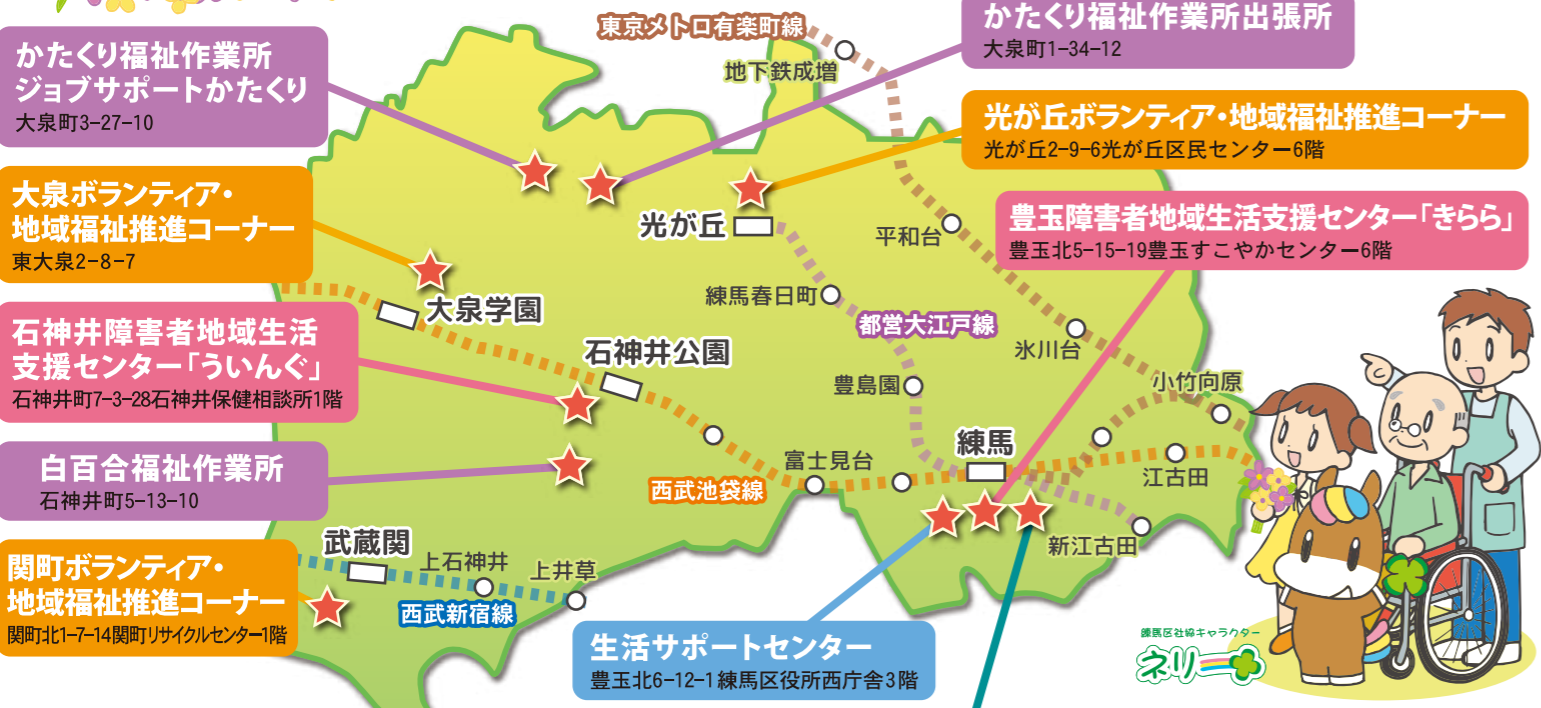 かたくり福祉作業所
ジョブサポートかたくり
大泉町3-27-10
大泉ボランティア・
地域福祉推進コーナー
東大泉2-8-7
石神井障害者地域生活
支援センター「ういんぐ」
石神井町7-3-28石神井保健相談所1階
白百合福祉作業所
石神井町5-13-10
関町ボランティア・
地域福祉推進コーナー
関町北1-7-14関町リサイクルセンター1階
東京メトロ有楽町線
地下鉄成増
かたくり福祉作業所出張所
大泉町1-34-12
光が丘ボランティア・地域福祉推進コーナー
光が丘2-9-6光が丘区民センター6階
豊玉障害者地域生活支援センター「きらら」
豊玉北5-15-19豊玉すこやかセンター6階
光が丘
平和台
練馬春日町
大泉学園
都営大江戸線
氷川台
石神井公園
豊島園
小竹向原
練馬
富士見台
江古田
西武池袋線
新江古田
武蔵関
上石神井
上井草
西武新宿線
生活サポートセンター
豊玉北6-12-1練馬区役所西庁舎3階
練馬区社協キャラクター
ネリー